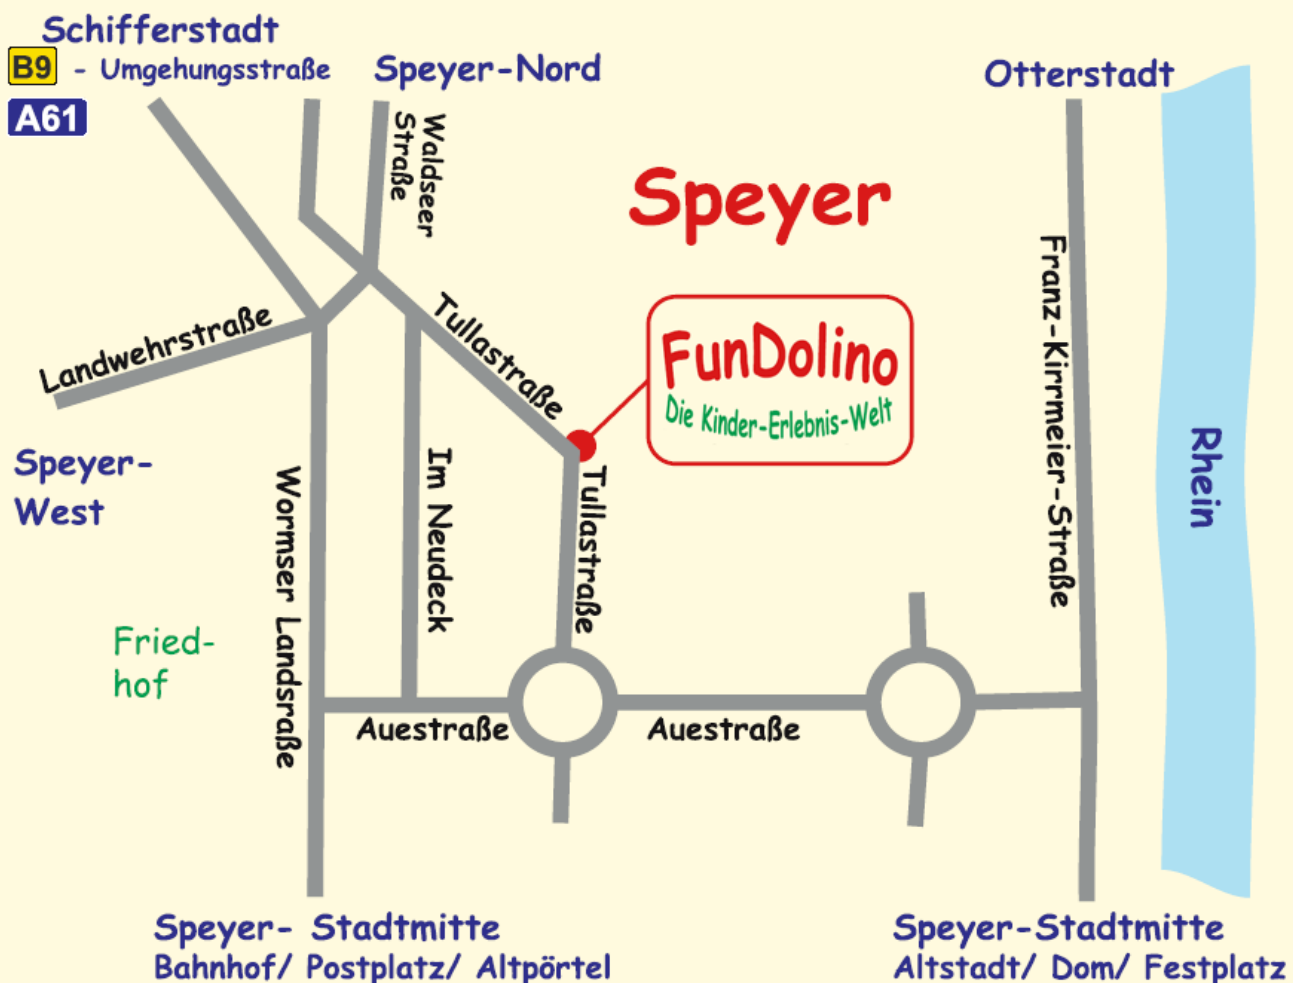 Schifferstadt
B9 - Umgehungsstraße
A61
Speyer-Nord
Otterstadt
Waldseer
Straße
Speyer
Landwehrstraße
Tullastraße
FunDolino
Die Kinder-Erlebnis-Welt
Franz-Kirrmeier-Straße
Rhein
Speyer-
West
Wormser Landsraße
Im Neudeck
Tullastraße
Fried-
hof
Auestraße
Auestraße
Speyer- Stadtmitte
Bahnhof/ Postplatz/ Altpörtel
Speyer-Stadtmitte
Altstadt/ Dom/ Festplatz